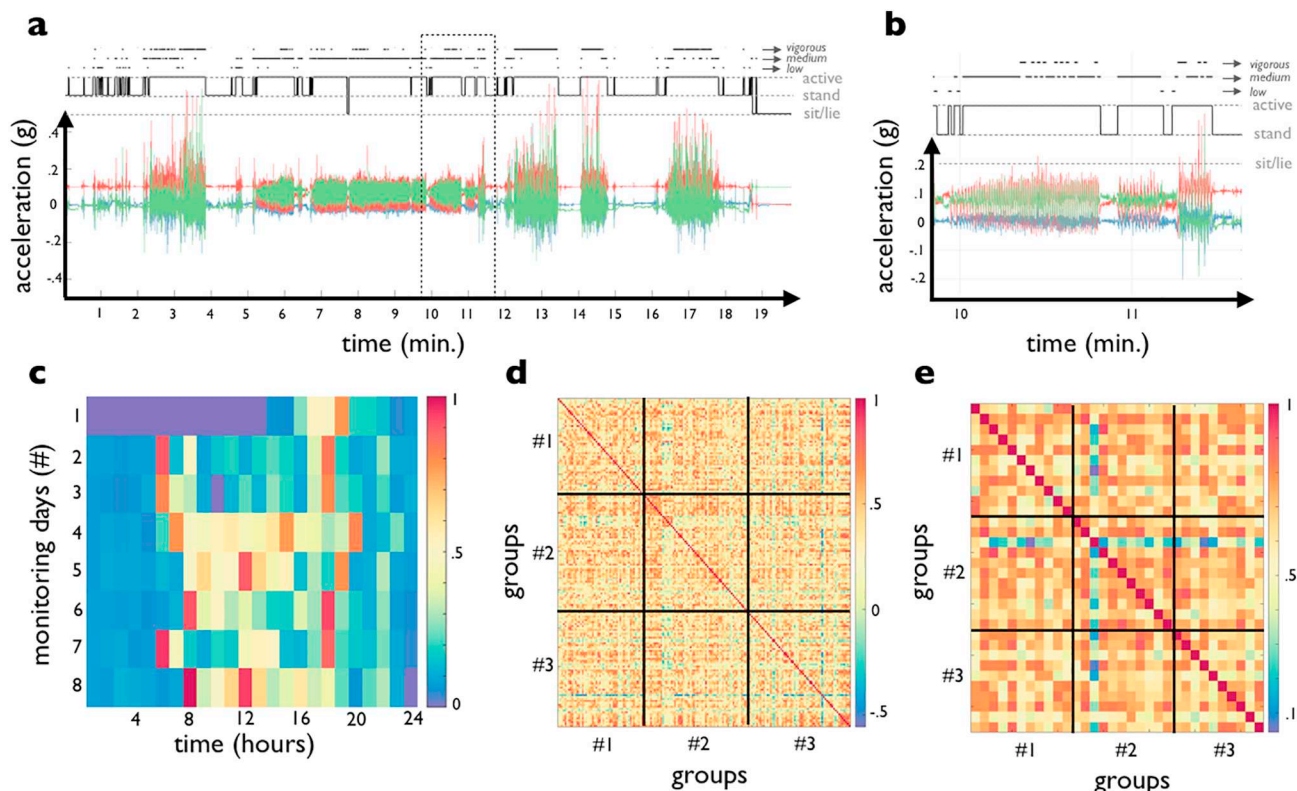 a
vigorous
medium
low
active
stand
sit/lie
acceleration (g)
.4
.2
0
-.2
-.4
1 2 3 4 5 6 7 8 9 10 11 12 13 14 15 16 17 18 19
time (min.)
b
vigorous
medium
low
active
stand
sit/lie
acceleration (g)
.2
.1
0
-.1
-.2
10 11
time (min.)
c
monitoring days (#)
1
2
3
4
5
6
7
8
4 8 12 16 20 24
time (hours)
1
.5
0
d
groups
#1
#2
#3
#1 #2 #3
groups
1
.5
0
-.5
e
groups
#1
#2
#3
#1 #2 #3
groups
1
.5
.1